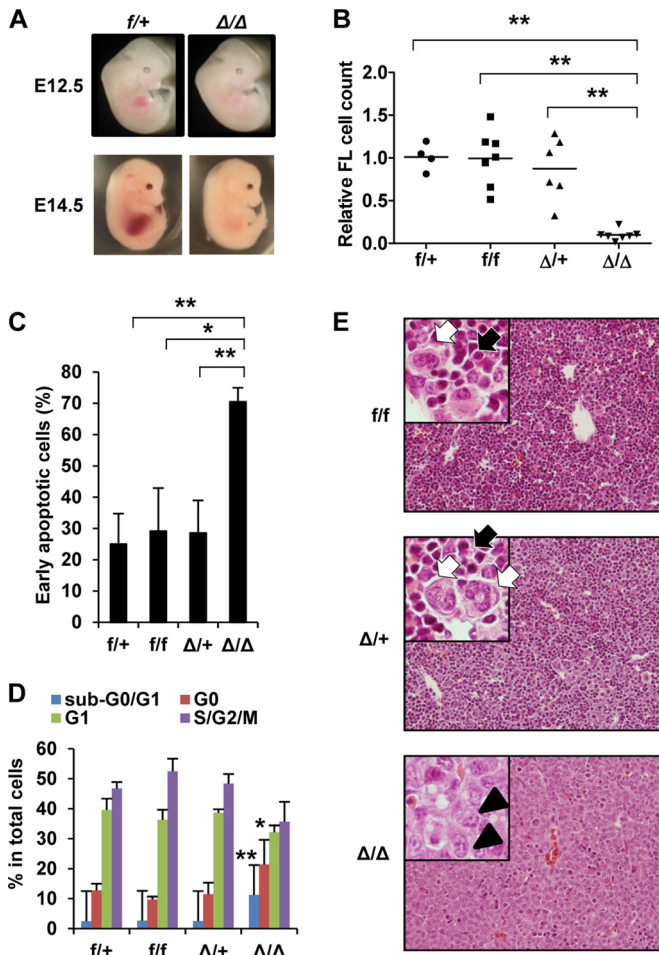 A
f/+ Δ/Δ
E12.5
E14.5
B
**
**
**
Relative FL cell count
2.0
1.5
1.0
0.5
0.0
f/+ f/f Δ/+ Δ/Δ
C
**
*
**
Early apoptotic cells (%)
80
70
60
50
40
30
20
10
0
f/+ f/f Δ/+ Δ/Δ
D
sub-G0/G1 G0
G1 S/G2/M
% in total cells
60
50
40
30
20
10
0
** *
f/+ f/f Δ/+ Δ/Δ
E
f/f
Δ/+
Δ/Δ